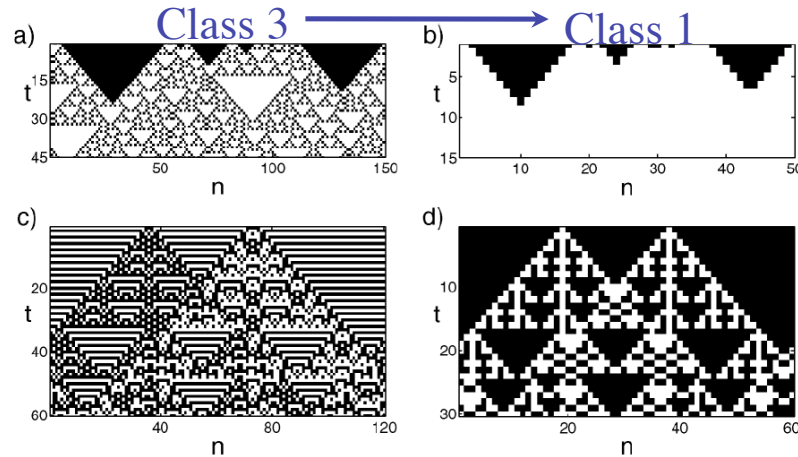 Class 3 Class 1
a) b)
t 15 30 45
50 100 150
n
t 5 10 15
10 20 30 40 50
n
c) d)
t 20 40 60
40 80 120
n
t 10 20 30
20 40 60
n